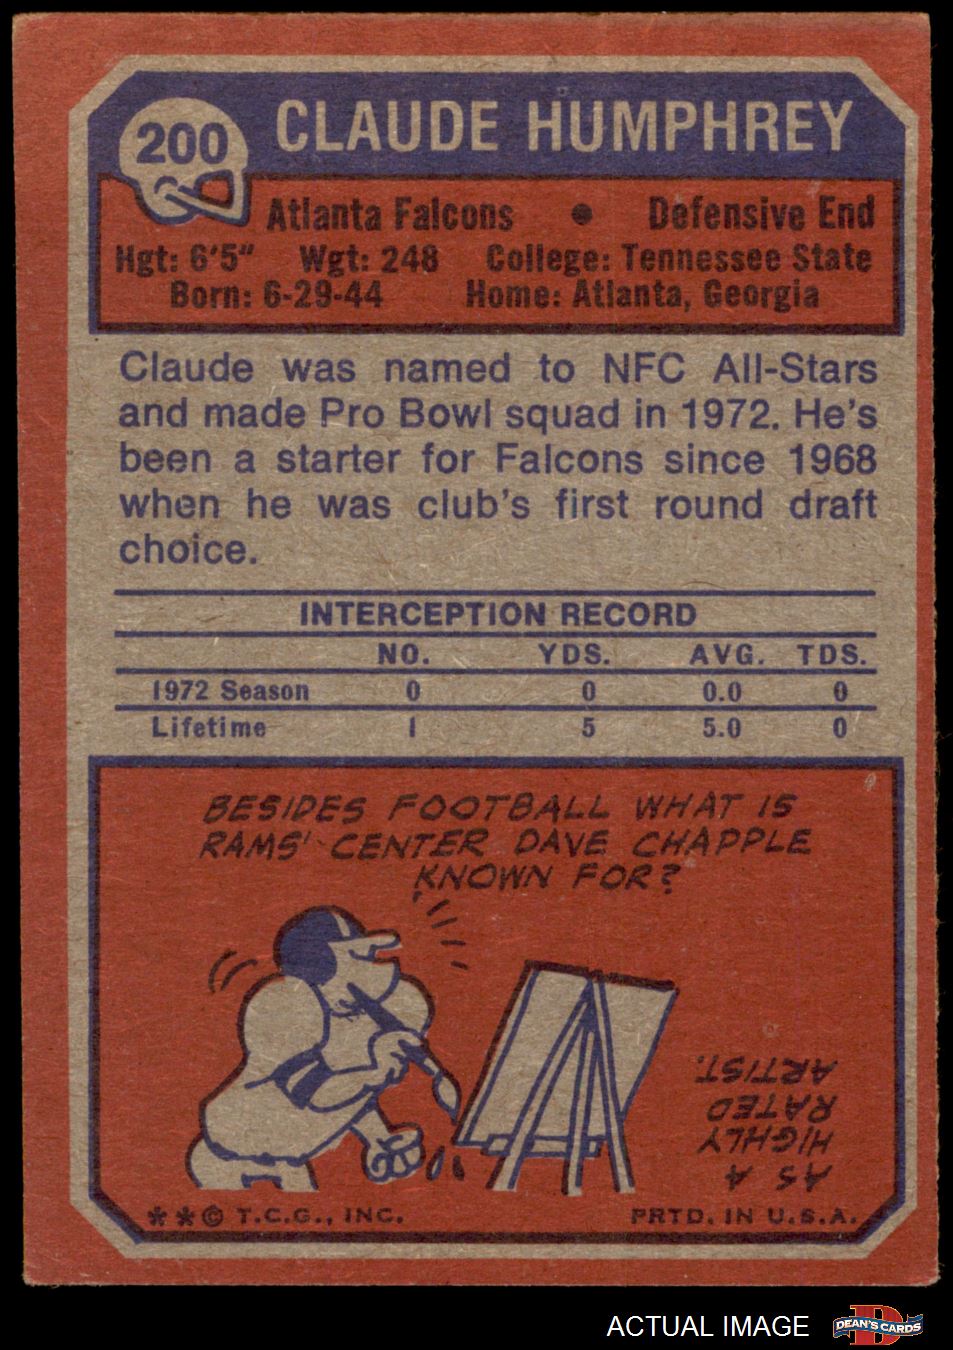 200
CLAUDE HUMPHREY
Atlanta Falcons • Defensive End
Hgt: 6'5" Wgt: 248 College: Tennessee State
Born: 6-29-44 Home: Atlanta, Georgia
Claude was named to NFC All-Stars
and made Pro Bowl squad in 1972. He's
been a starter for Falcons since 1968
when he was club's first round draft
choice.
INTERCEPTION RECORD
NO. YDS. AVG. TDS.
1972 Season 0 0 0.0 0
Lifetime 1 5 5.0 0
BESIDES FOOTBALL WHAT IS
RAMS' CENTER DAVE CHAPPLE
KNOWN FOR?
AS A
HIGHLY
RATED
ARTIST.
**© T.C.G., INC. PRTD. IN U.S.A.
ACTUAL IMAGE
D
DEAN'S CARDS